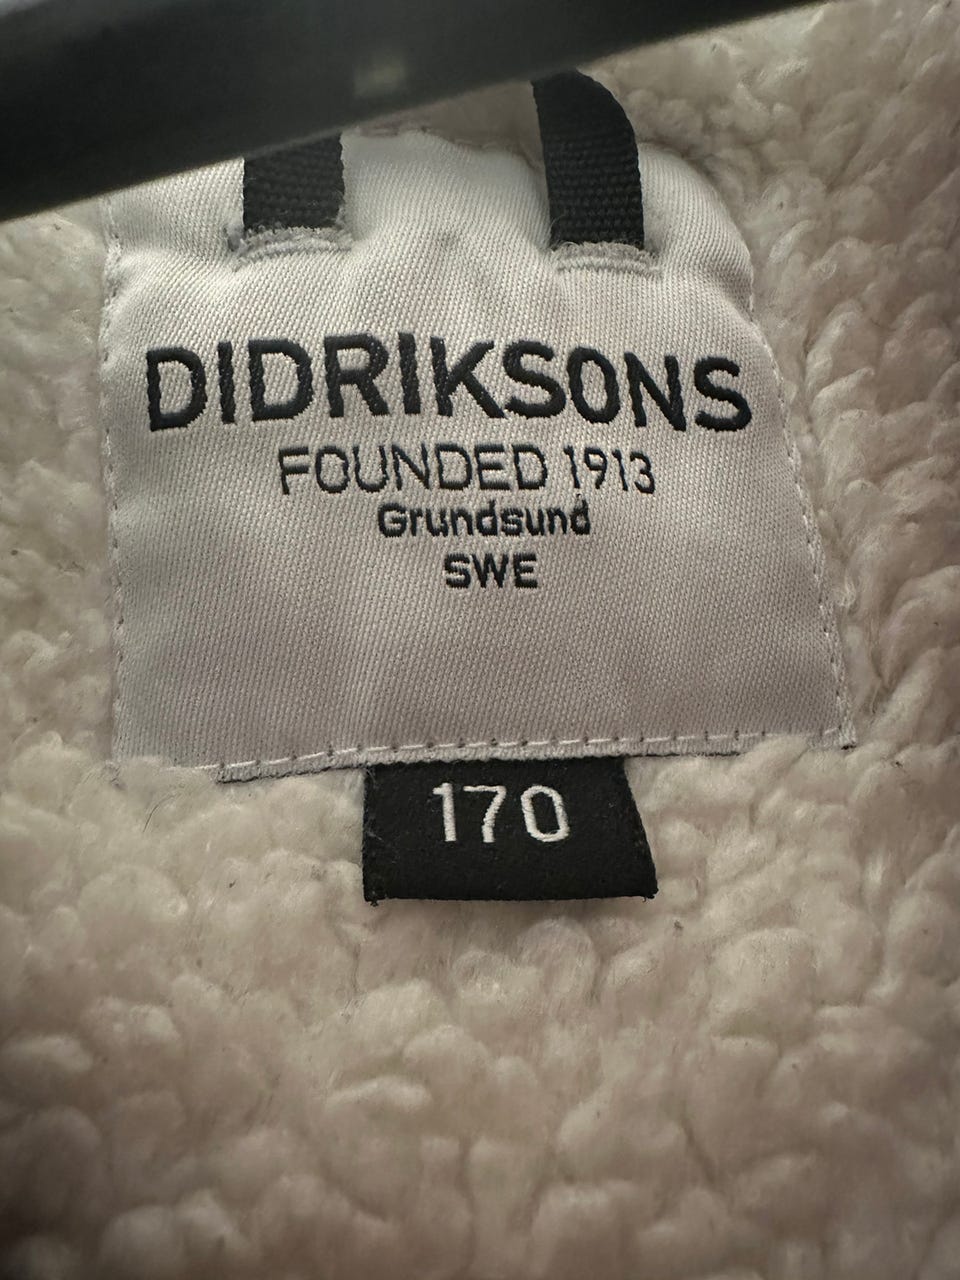 DIDRIKSONS
FOUNDED 1913
Grundsund
SWE
170